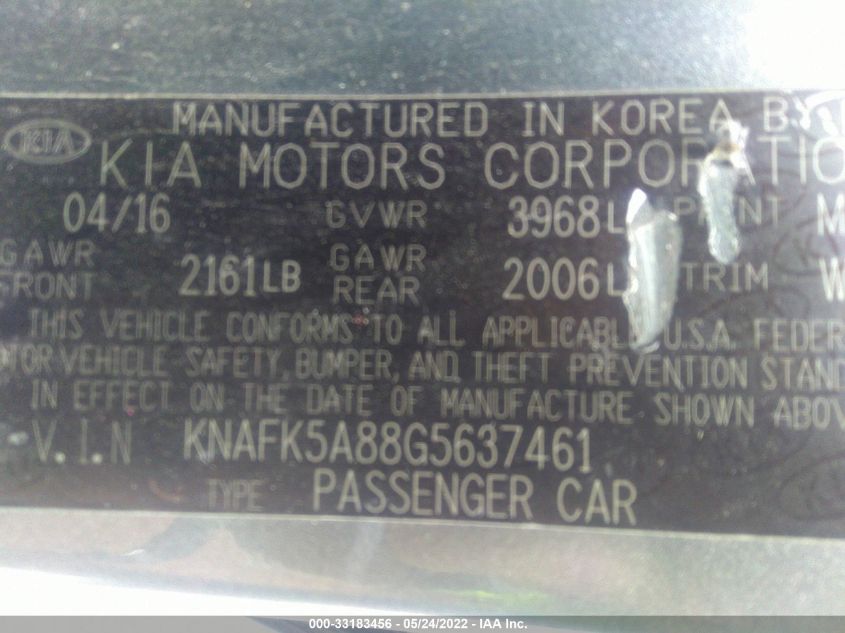 MANUFACTURED IN KOREA
KIA KIA MOTORS CORPORATIO
04/16 GVWR 3968L
GAWR FRONT 2161LB GAWR REAR 2006L TRIM W
THIS VEHICLE CONFORMS TO ALL APPLICABL U.S.A. FEDER
TOR VEHICLE SAFETY, BUMPER, AND THEFT PREVENTION STAND
IN EFFECT ON THE DATE OF MANUFACTURE SHOWN ABOV
V.I.N KNAFK5A88G5637461
TYPE PASSENGER CAR
000-33183456 - 05/24/2022 - IAA Inc.